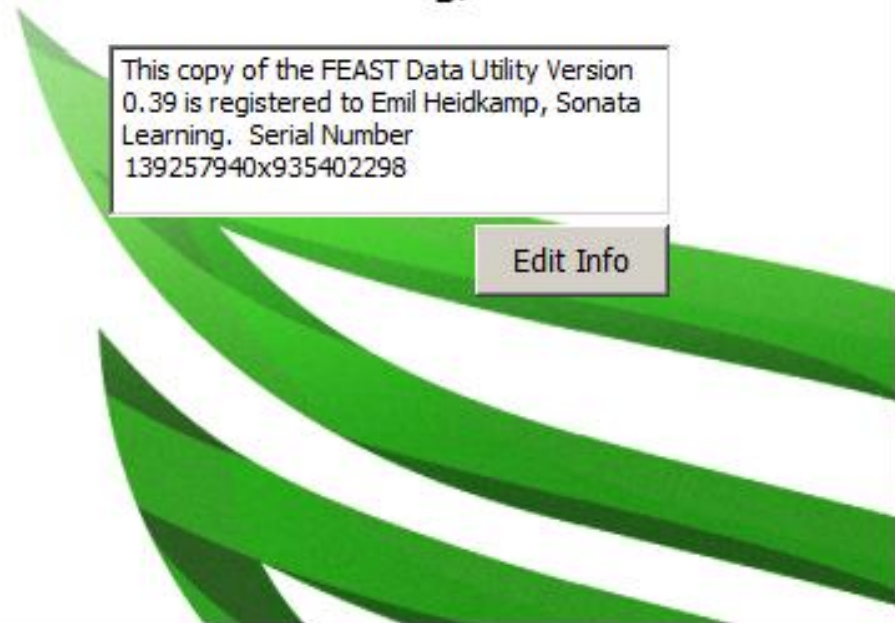 This copy of the FEAST Data Utility Version
0.39 is registered to Emil Heidkamp, Sonata
Learning.  Serial Number
139257940x935402298
Edit Info